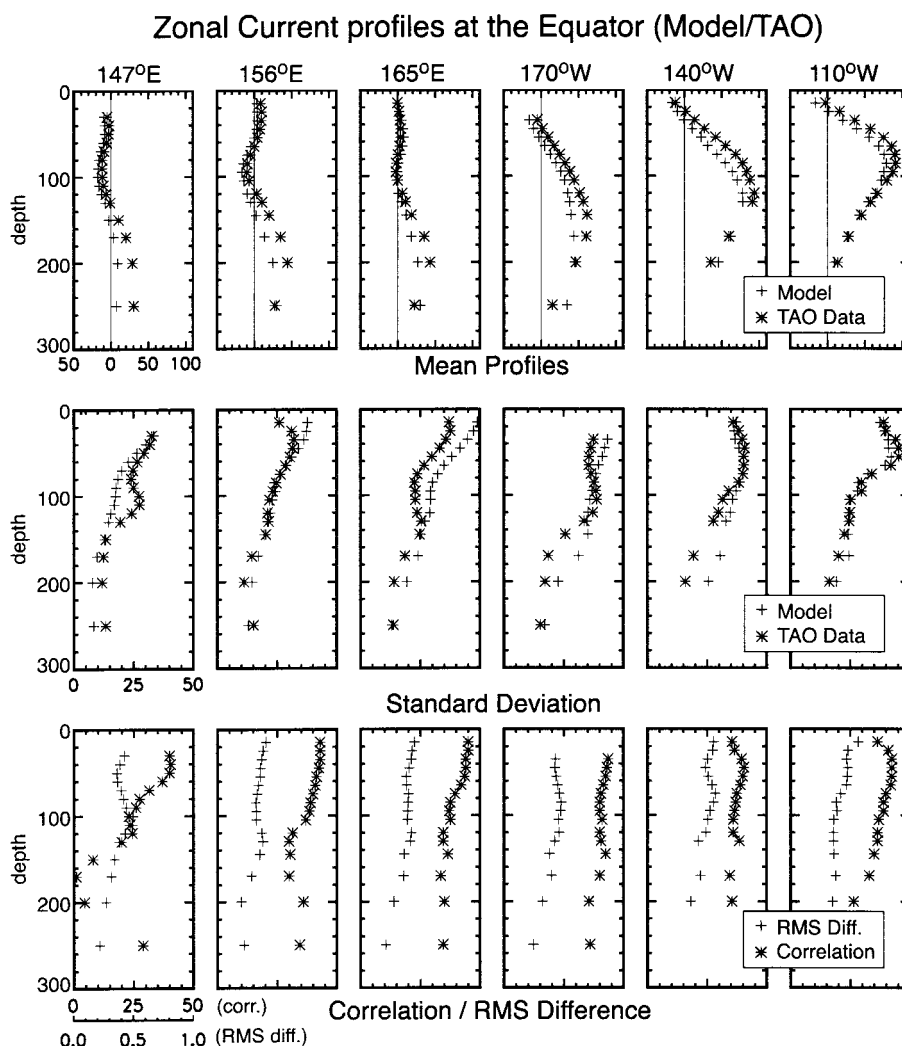 Zonal Current profiles at the Equator (Model/TAO)
147°E 156°E 165°E 170°W 140°W 110°W
0
100
depth
200
300
+ Model
* TAO Data
50 0 50 100
Mean Profiles
0
100
depth
200
300
+ Model
* TAO Data
0 25 50
Standard Deviation
0
100
depth
200
300
+ RMS Diff.
* Correlation
0 25 50 (corr.)
Correlation / RMS Difference
0.0 0.6 1.0 (RMS diff.)